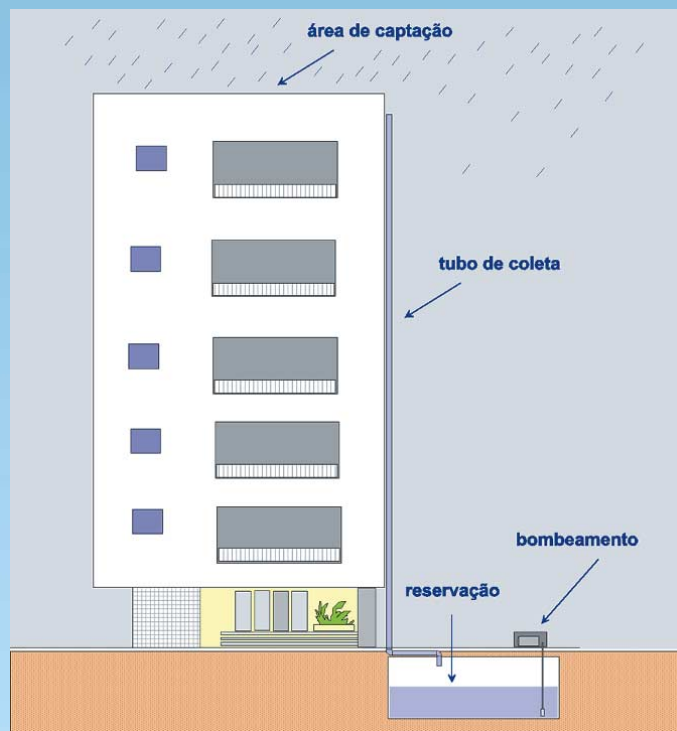 área de captação
tubo de coleta
bombeamento
reservação